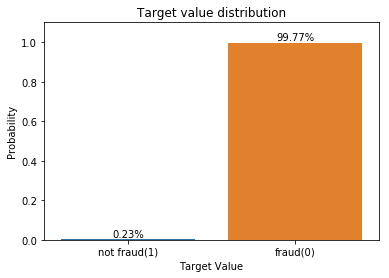 Target value distribution
Probability
1.0
0.8
0.6
0.4
0.2
0.0
99.77%
0.23%
not fraud(1)
fraud(0)
Target Value